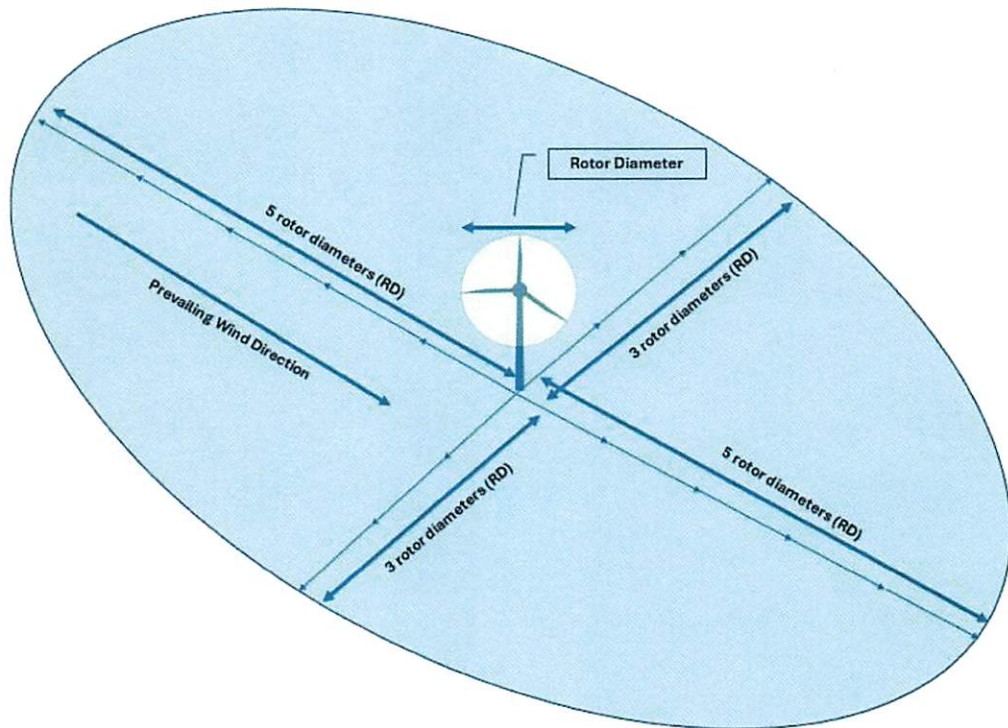 Rotor Diameter
5 rotor diameters (RD)
Prevailing Wind Direction
3 rotor diameters (RD)
3 rotor diameters (RD)
5 rotor diameters (RD)